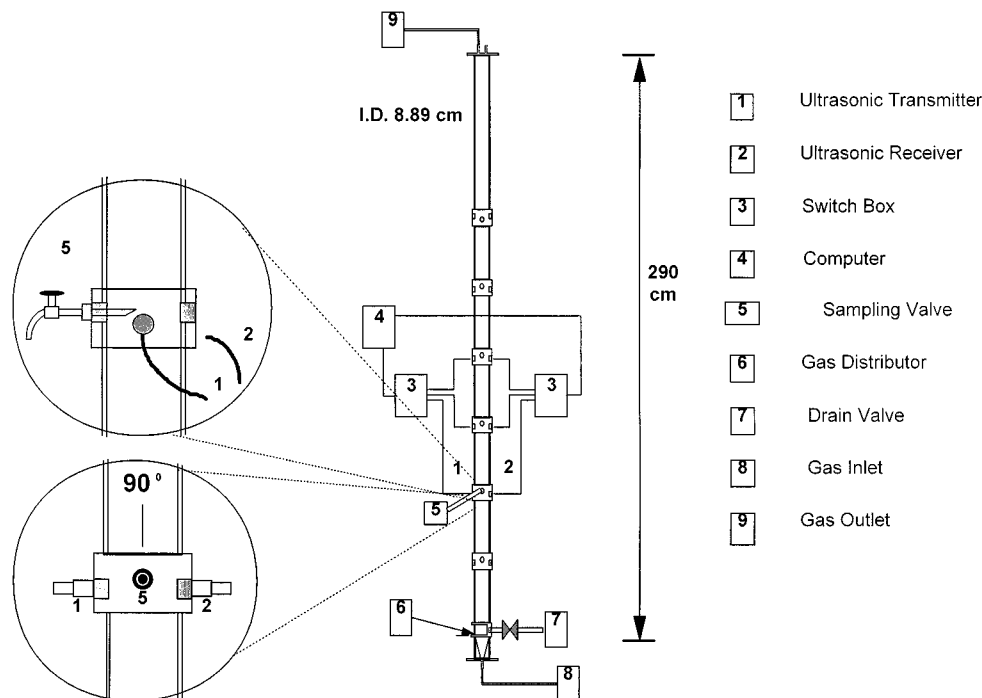 9
I.D. 8.89 cm
290
cm
4
3
3
1
2
5
6
7
8
5
2
1
90 0
1
5
2
1 Ultrasonic Transmitter
2 Ultrasonic Receiver
3 Switch Box
4 Computer
5 Sampling Valve
6 Gas Distributor
7 Drain Valve
8 Gas Inlet
9 Gas Outlet